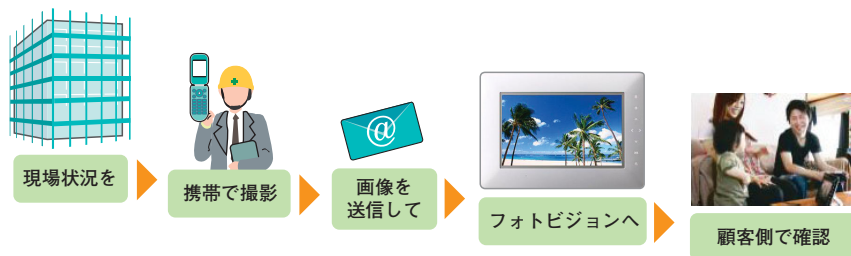 現場状況を
携帯で撮影
@
画像を
送信して
フォトビジョンへ
顧客側で確認